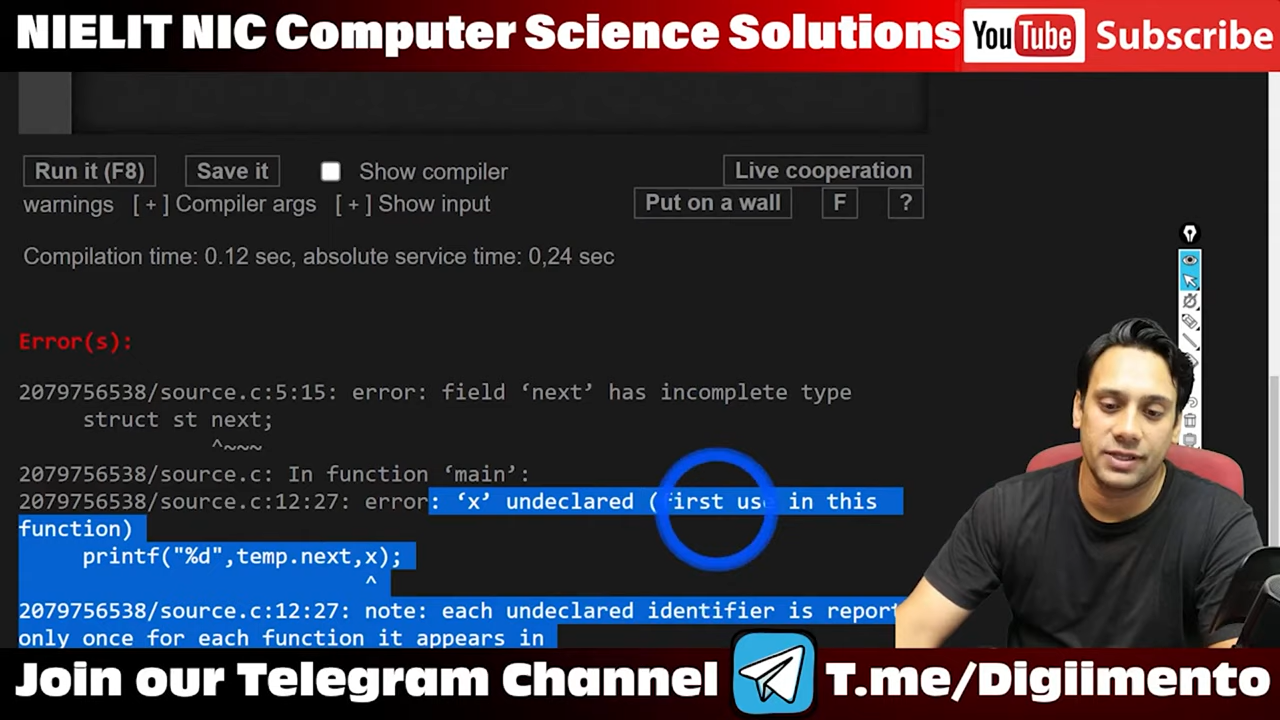 NIELIT NIC Computer Science Solutions YouTube Subscribe
Run it (F8) Save it Show compiler Live cooperation
warnings [ + ] Compiler args [ + ] Show input Put on a wall F ?
Compilation time: 0.12 sec, absolute service time: 0,24 sec
Error(s):
2079756538/source.c:5:15: error: field ‘next’ has incomplete type
struct st next;
^~~~
2079756538/source.c: In function ‘main’:
2079756538/source.c:12:27: error: ‘x’ undeclared (first use in this
function)
printf("%d",temp.next,x);
^
2079756538/source.c:12:27: note: each undeclared identifier is report
only once for each function it appears in
Join our Telegram Channel T.me/Digiimento